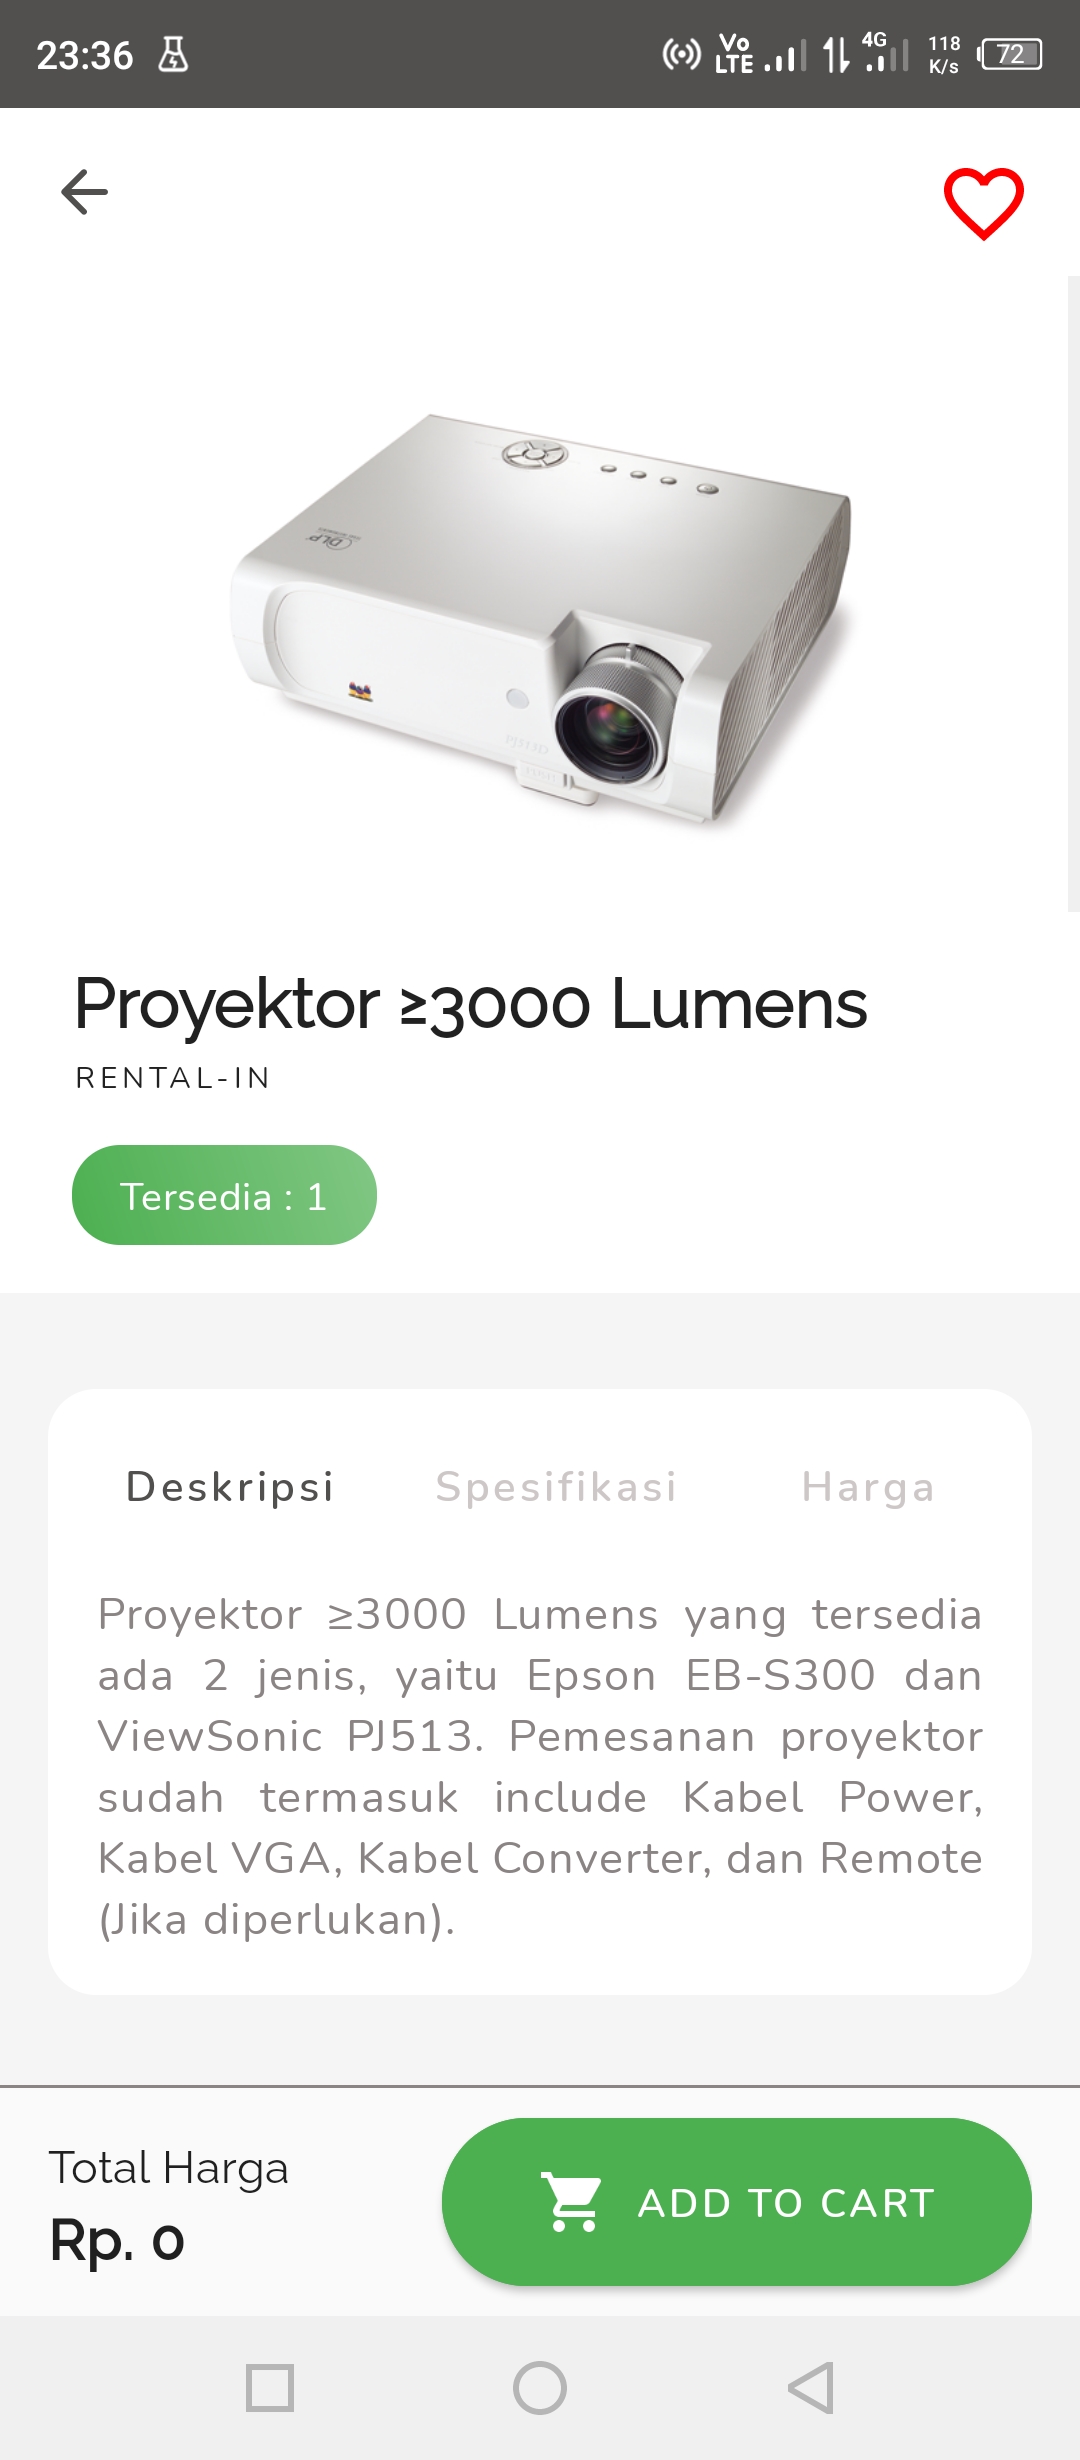 23:36
Vo
LTE
4G
118
K/s
72
DLP
PJ513D
Proyektor ≥3000 Lumens
RENTAL-IN
Tersedia : 1
Deskripsi Spesifikasi Harga
Proyektor ≥3000 Lumens yang tersedia
ada 2 jenis, yaitu Epson EB-S300 dan
ViewSonic PJ513. Pemesanan proyektor
sudah termasuk include Kabel Power,
Kabel VGA, Kabel Converter, dan Remote
(Jika diperlukan).
Total Harga
Rp. 0
ADD TO CART